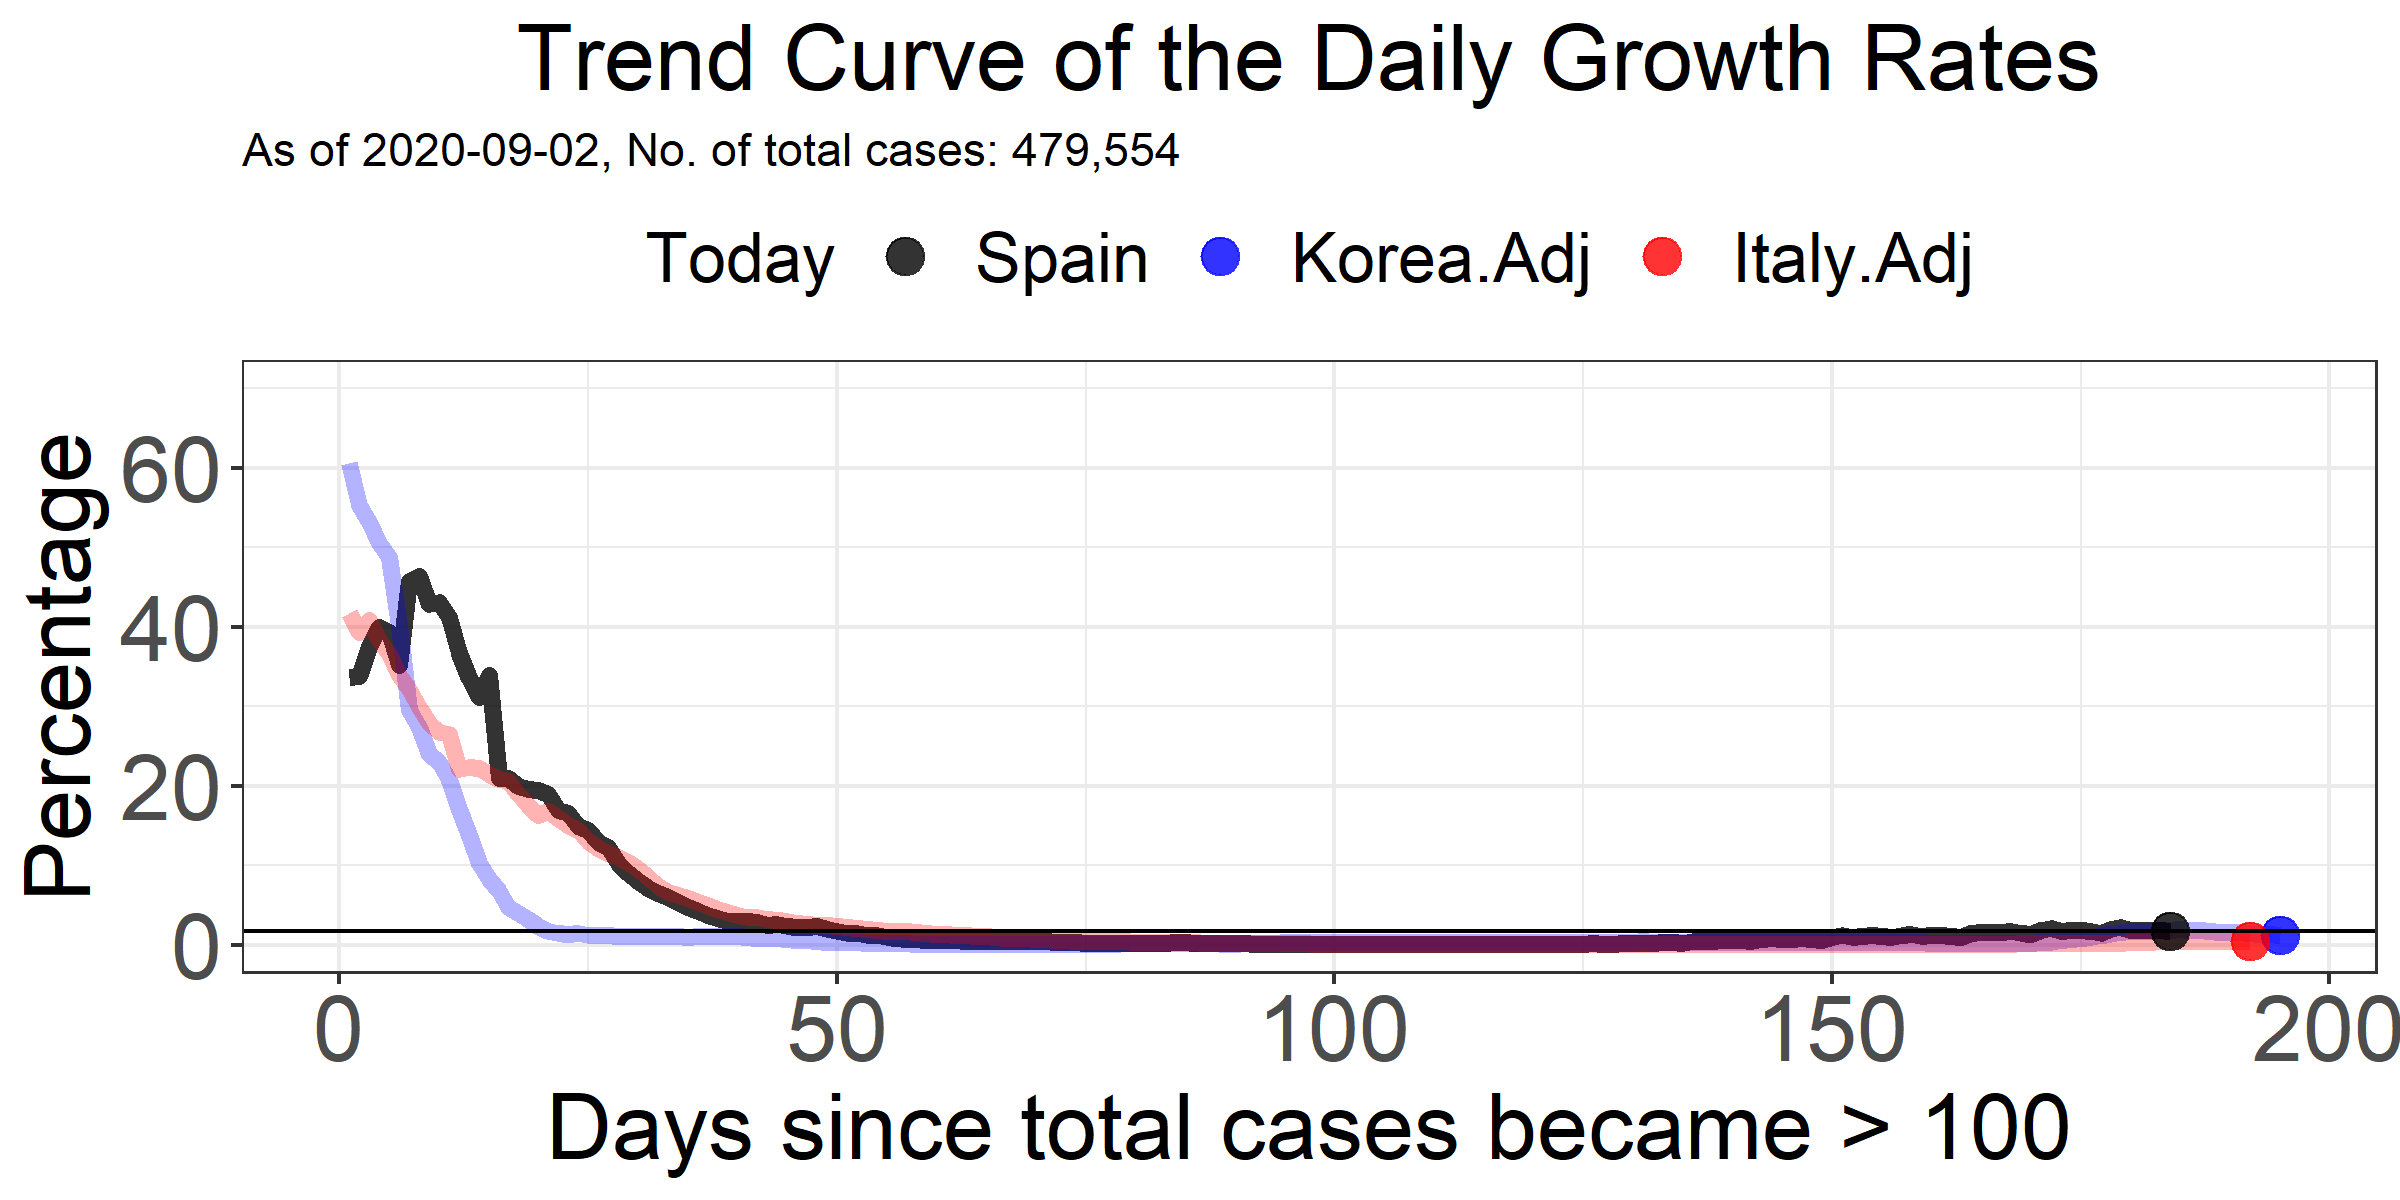 Trend Curve of the Daily Growth Rates
As of 2020-09-02, No. of total cases: 479,554
Today Spain Korea.Adj Italy.Adj
Percentage
60
40
20
0
0 50 100 150 200
Days since total cases became > 100